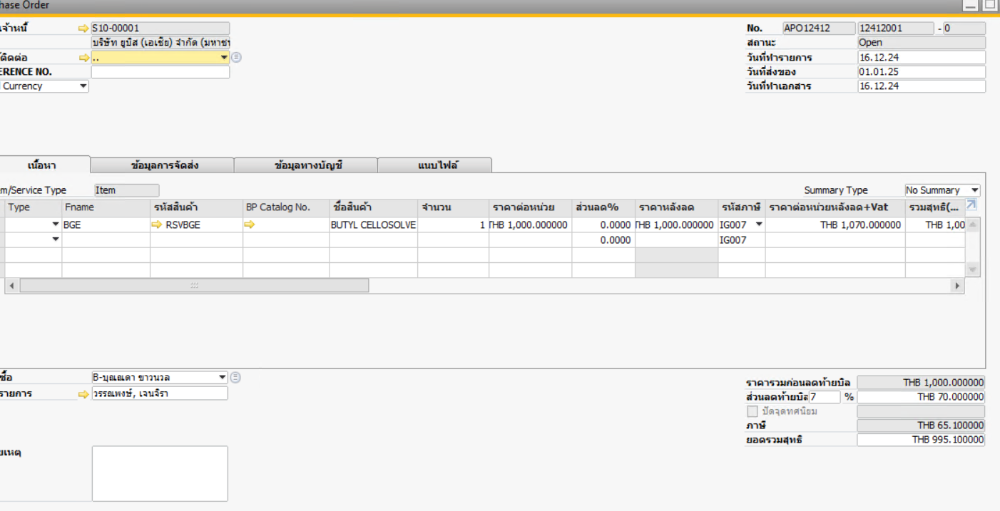 hase Order
เจ้าหนี้ S10-00001
บริษัท ยูบิส (เอเชีย) จำกัด (มหาชน
ติดต่อ ..
ERENCE NO.
Currency
No. APO12412 12412001 - 0
สถานะ Open
วันที่ทำรายการ 16.12.24
วันที่ส่งของ 01.01.25
วันที่ทำเอกสาร 16.12.24
เนื้อหา ข้อมูลการจัดส่ง ข้อมูลทางบัญชี แนบไฟล์
m/Service Type Item Summary Type No Summary
Type Fname รหัสสินค้า BP Catalog No. ชื่อสินค้า จำนวน ราคาต่อหน่วย ส่วนลด% ราคาหลังลด รหัสภาษี ราคาต่อหน่วยหลังลด+Vat รวมสุทธิ(...
BGE RSVBGE BUTYL CELLOSOLVE 1 THB 1,000.000000 0.0000 THB 1,000.000000 IG007 THB 1,070.000000 THB 1,00
0.0000 IG007
ซื้อ B-บุณณดา ขาวนวล
รายการ วรรณพงษ์, เจนจิรา
ยเหตุ
ราคารวมก่อนลดท้ายบิล THB 1,000.000000
ส่วนลดท้ายบิล 7 % THB 70.000000
ปัดจุดทศนิยม
ภาษี THB 65.100000
ยอดรวมสุทธิ THB 995.100000